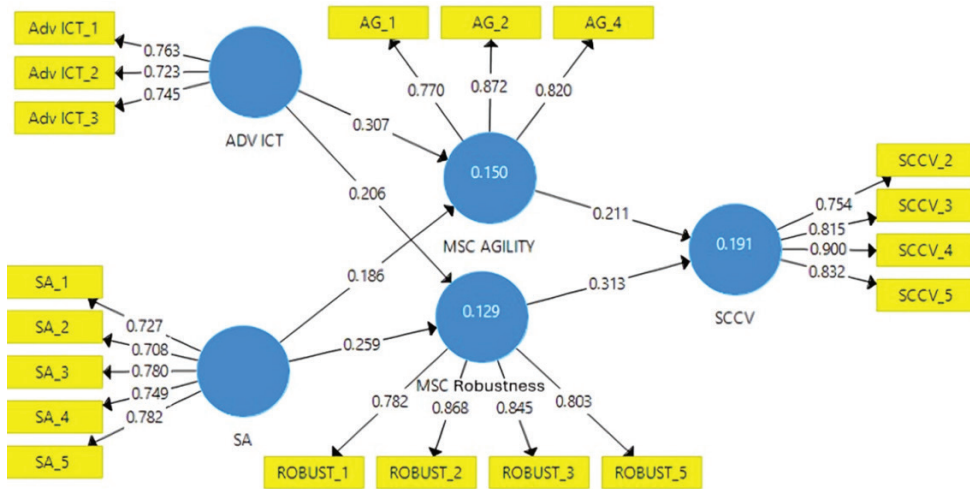 Adv ICT_1
Adv ICT_2
Adv ICT_3
0.763
0.723
0.745
ADV ICT
AG_1
AG_2
AG_4
0.770
0.872
0.820
0.307
0.206
0.150
MSC AGILITY
0.186
0.211
SA_1
SA_2
SA_3
SA_4
SA_5
0.727
0.708
0.780
0.749
0.782
SA
0.259
0.129
MSC Robustness
0.313
0.782
0.868
0.845
0.803
ROBUST_1
ROBUST_2
ROBUST_3
ROBUST_5
0.191
SCCV
0.754
0.815
0.900
0.832
SCCV_2
SCCV_3
SCCV_4
SCCV_5